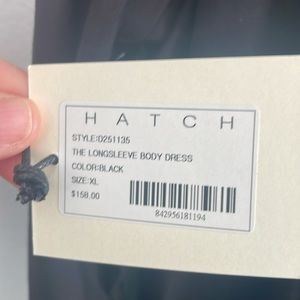 HATCH
STYLE:D251135
THE LONGSLEEVE BODY DRESS
COLOR:BLACK
SIZE:XL
$158.00
842956181194